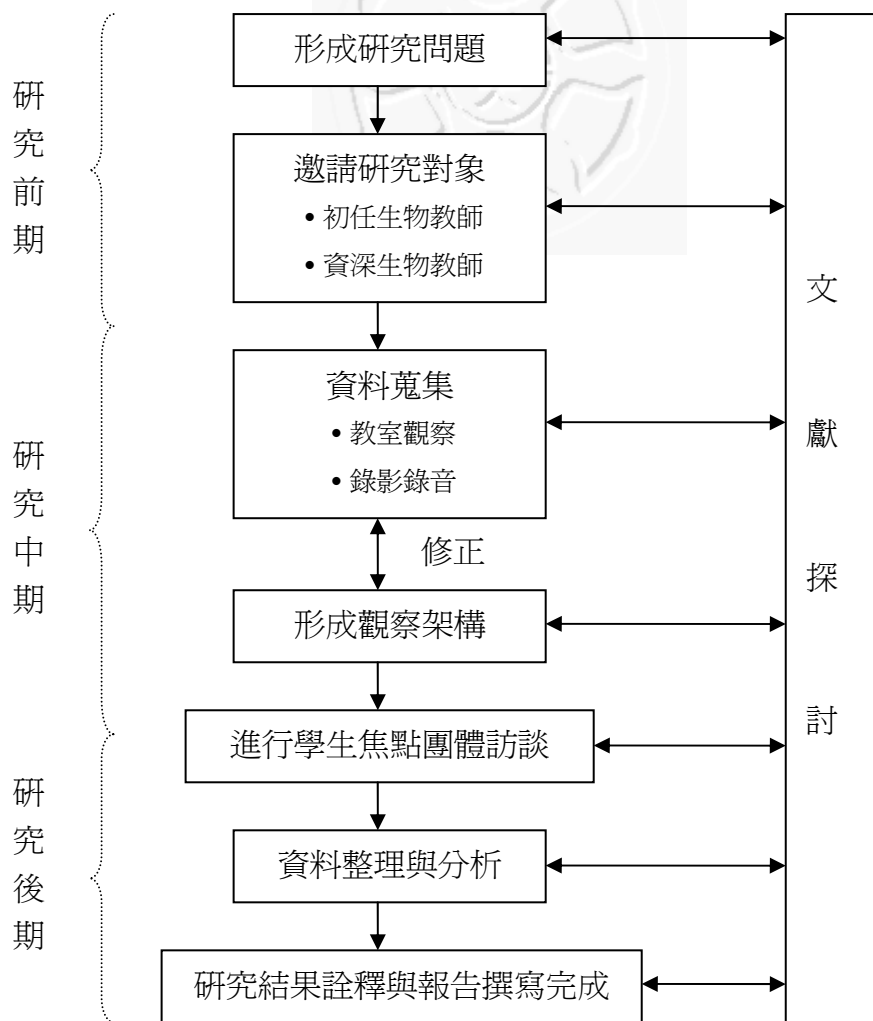 研究前期
形成研究問題
邀請研究對象
• 初任生物教師
• 資深生物教師
研究中期
資料蒐集
• 教室觀察
• 錄影錄音
修正
形成觀察架構
進行學生焦點團體訪談
研究後期
資料整理與分析
研究結果詮釋與報告撰寫完成
文獻探討